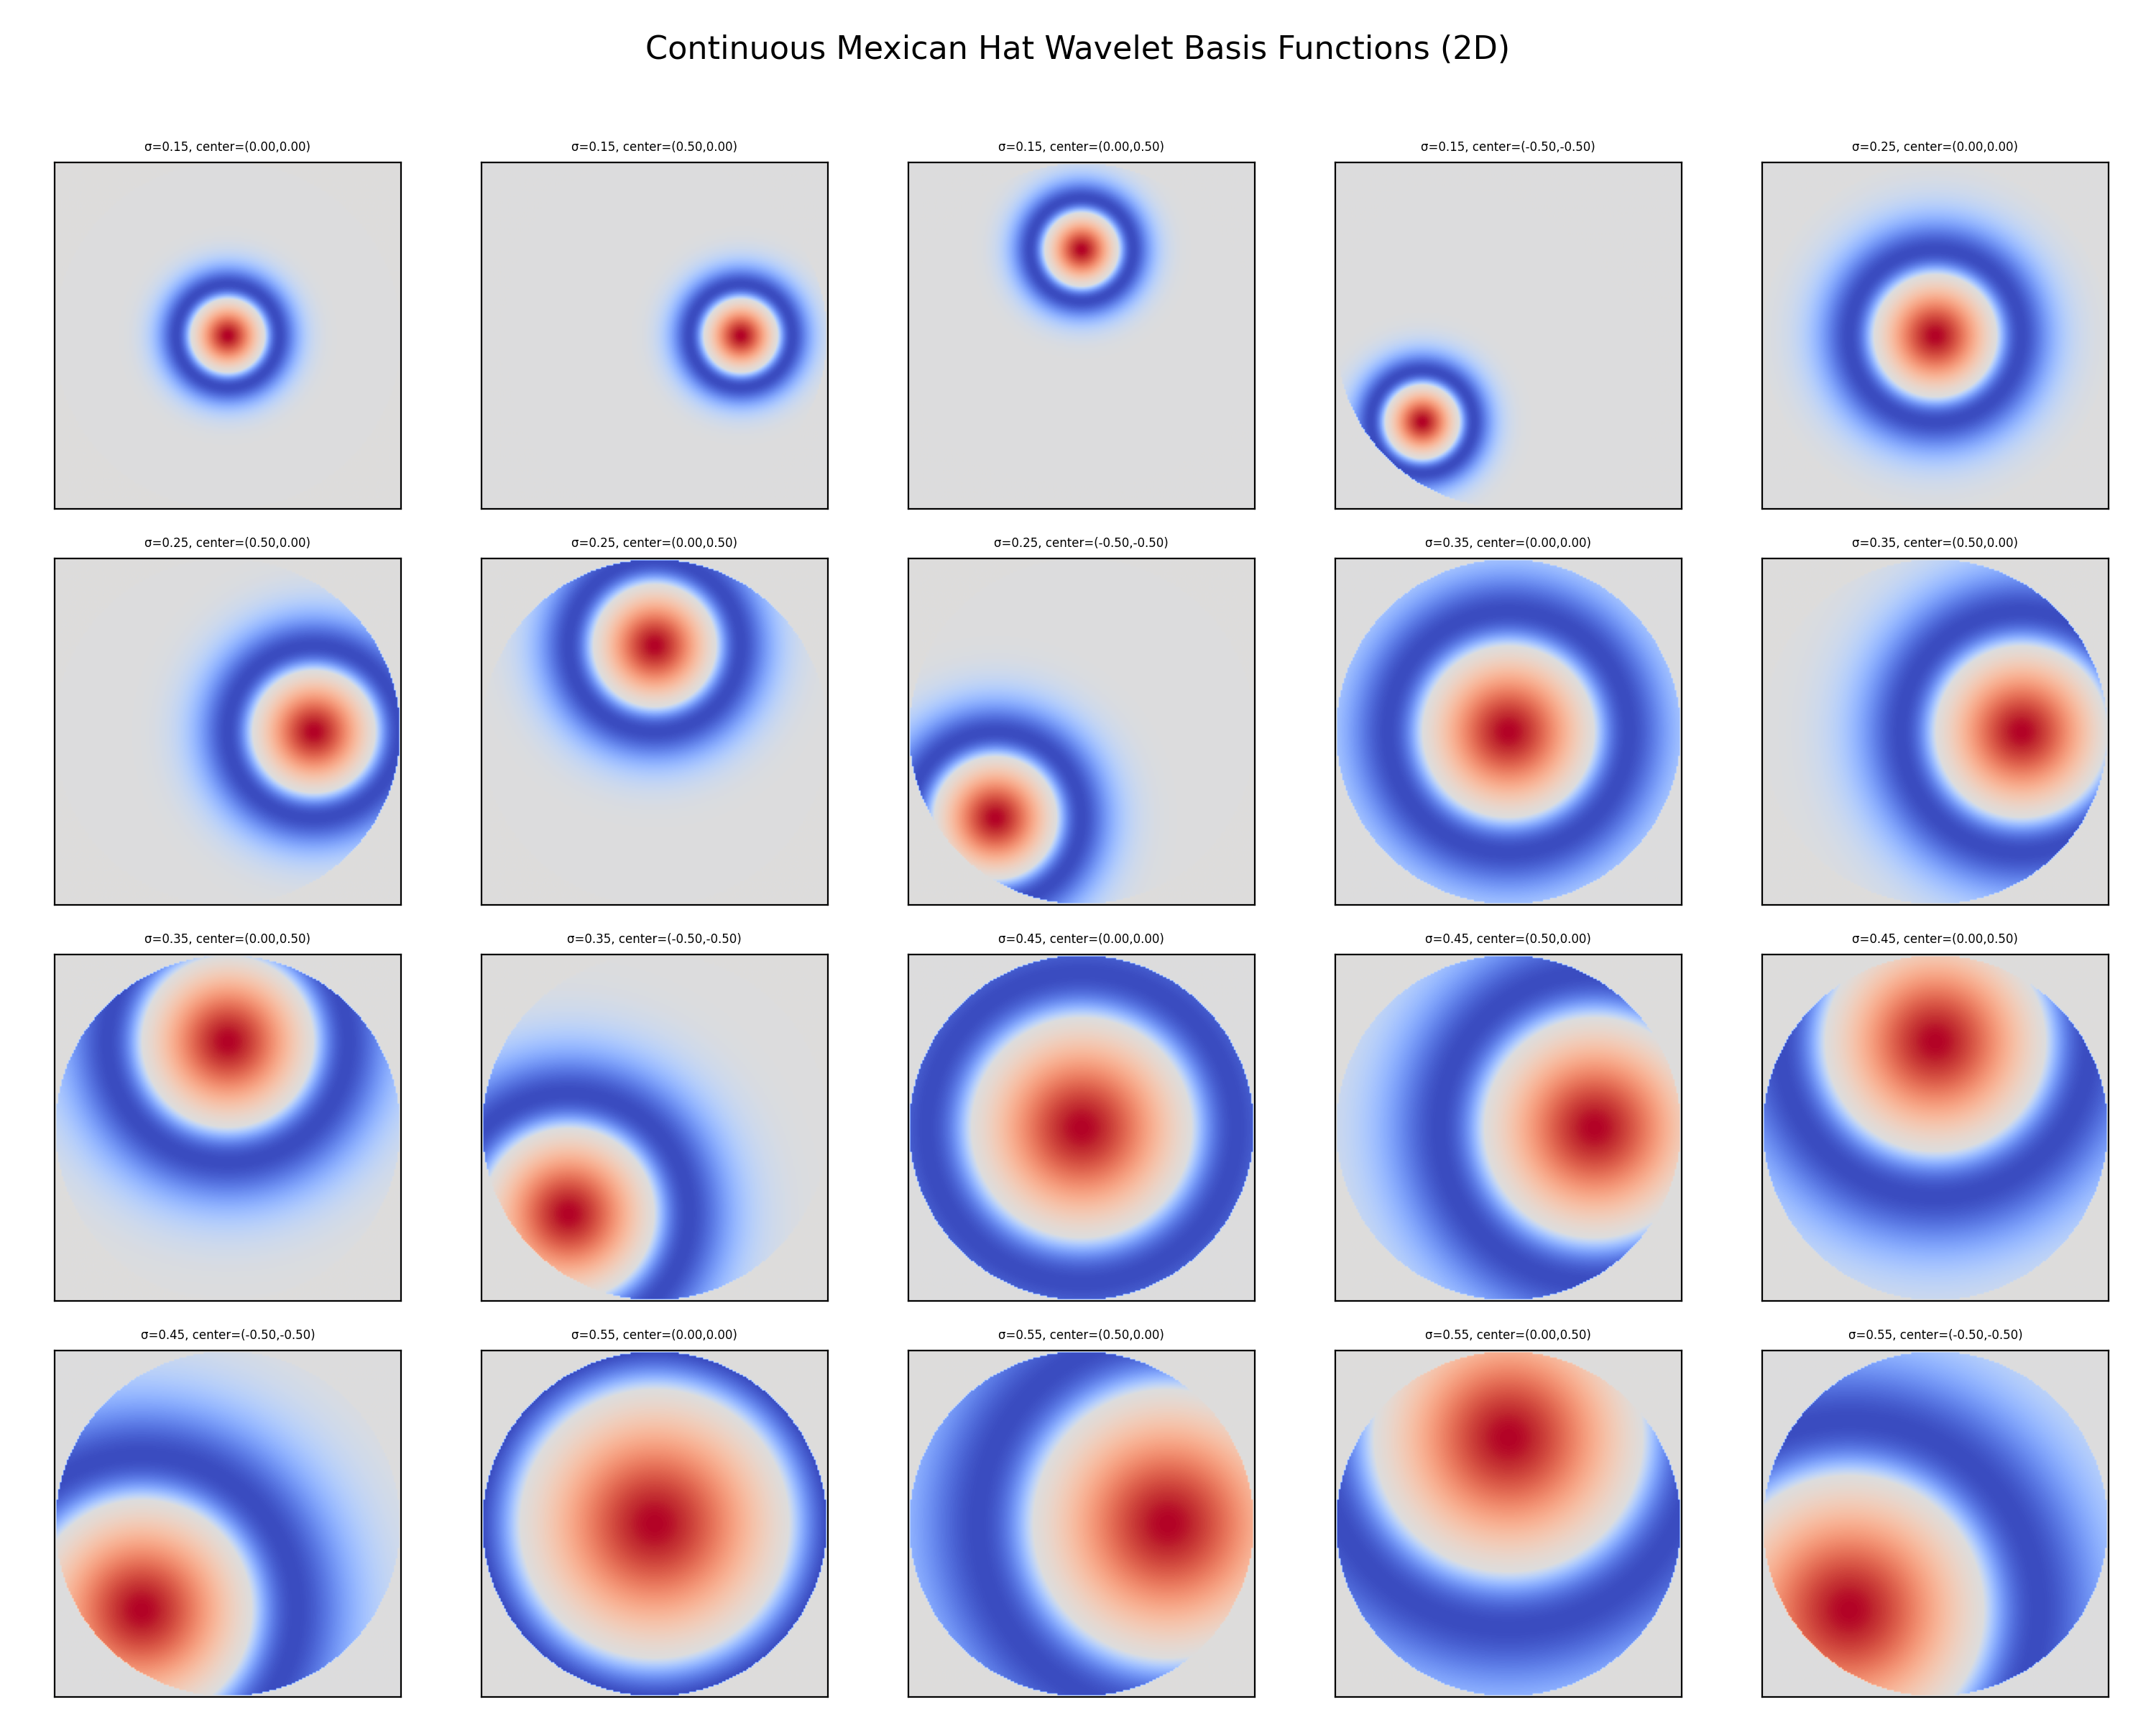 Continuous Mexican Hat Wavelet Basis Functions (2D)
σ=0.15, center=(0.00,0.00)
σ=0.15, center=(0.50,0.00)
σ=0.15, center=(0.00,0.50)
σ=0.15, center=(-0.50,-0.50)
σ=0.25, center=(0.00,0.00)
σ=0.25, center=(0.50,0.00)
σ=0.25, center=(0.00,0.50)
σ=0.25, center=(-0.50,-0.50)
σ=0.35, center=(0.00,0.00)
σ=0.35, center=(0.50,0.00)
σ=0.35, center=(0.00,0.50)
σ=0.35, center=(-0.50,-0.50)
σ=0.45, center=(0.00,0.00)
σ=0.45, center=(0.50,0.00)
σ=0.45, center=(0.00,0.50)
σ=0.45, center=(-0.50,-0.50)
σ=0.55, center=(0.00,0.00)
σ=0.55, center=(0.50,0.00)
σ=0.55, center=(0.00,0.50)
σ=0.55, center=(-0.50,-0.50)